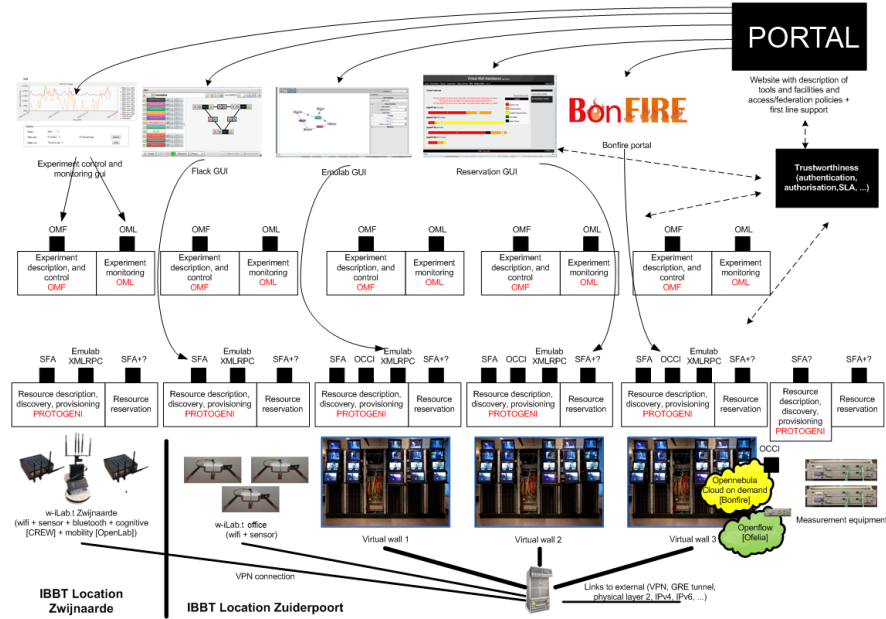 PORTAL
Website with description of
tools and facilities and
access/federation policies +
first line support
BonFIRE
Experiment control and
monitoring gui
Flack GUI
Emulab GUI
Reservation GUI
Bonfire portal
Trustworthiness
(authentication,
authorisation,SLA, ...)
OMF
OML
OMF
OML
OMF
OML
OMF
OML
OMF
OML
Experiment
description, and
control
OMF
Experiment
monitoring
OML
Experiment
description, and
control
OMF
Experiment
monitoring
OML
Experiment
description, and
control
OMF
Experiment
monitoring
OML
Experiment
description, and
control
OMF
Experiment
monitoring
OML
Experiment
description, and
control
OMF
Experiment
monitoring
OML
SFA
Emulab
XMLRPC
SFA+?
SFA
Emulab
XMLRPC
SFA+?
SFA
OCCI
Emulab
XMLRPC
SFA+?
SFA
OCCI
Emulab
XMLRPC
SFA+?
SFA
OCCI
Emulab
XMLRPC
SFA+?
SFA?
SFA+?
Resource description,
discovery, provisioning
PROTOGENI
Resource
reservation
Resource description,
discovery, provisioning
PROTOGENI
Resource
reservation
Resource description,
discovery, provisioning
PROTOGENI
Resource
reservation
Resource description,
discovery, provisioning
PROTOGENI
Resource
reservation
Resource description,
discovery, provisioning
PROTOGENI
Resource
reservation
Resource
description,
discovery,
provisioning
PROTOGENI
Resource
reservation
OCCI
Opennebula
Cloud on demand
[Bonfire]
Openflow
[Ofelia]
Measurement equipment
w-iLab.t Zwijnaarde
(wifi + sensor + bluetooth + cognitive
[CREW] + mobility [OpenLab])
w-iLab.t office
(wifi + sensor)
Virtual wall 1
Virtual wall 2
Virtual wall 3
VPN connection
Links to external (VPN, GRE tunnel,
physical layer 2, IPv4, IPv6, ...)
IBBT Location
Zwijnaarde
IBBT Location Zuiderpoort